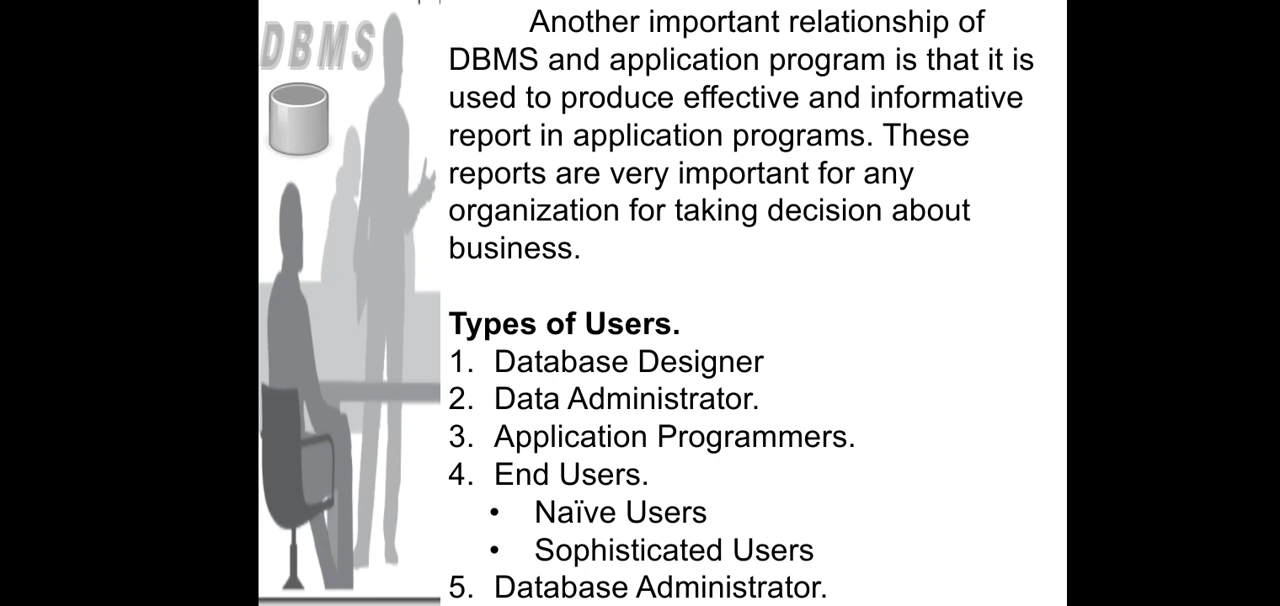 DBMS
Another important relationship of
DBMS and application program is that it is
used to produce effective and informative
report in application programs. These
reports are very important for any
organization for taking decision about
business.
Types of Users.
1. Database Designer
2. Data Administrator.
3. Application Programmers.
4. End Users.
• Naïve Users
• Sophisticated Users
5. Database Administrator.